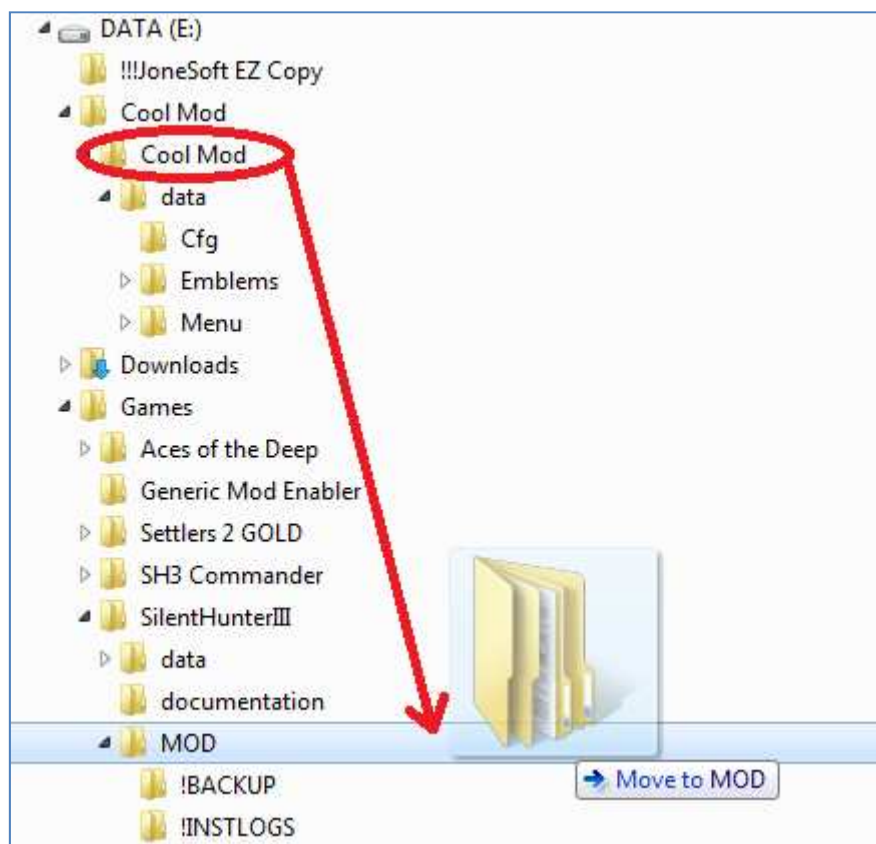 DATA (E:)
!!!JoneSoft EZ Copy
Cool Mod
Cool Mod
data
Cfg
Emblems
Menu
Downloads
Games
Aces of the Deep
Generic Mod Enabler
Settlers 2 GOLD
SH3 Commander
SilentHunterⅢ
data
documentation
MOD
!BACKUP
Move to MOD
!INSTLOGS